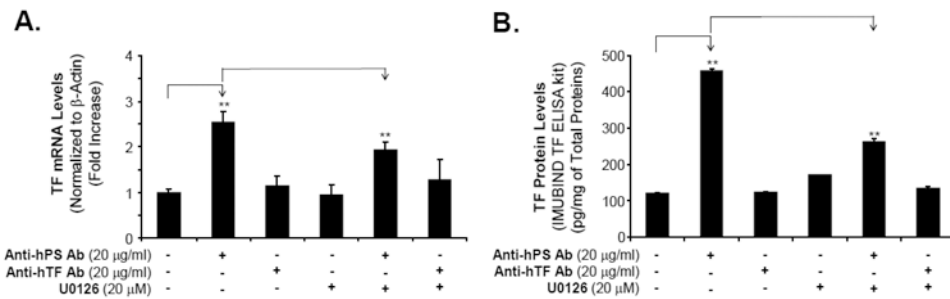 A.
TF mRNA Levels
(Normalized to β-Actin)
(Fold Increase)
4
3
2
1
0
** **
Anti-hPS Ab (20 μg/ml) - + - - + -
Anti-hTF Ab (20 μg/ml) - - + - - +
U0126 (20 μM) - - - + + +
B.
TF Protein Levels
(IMUBIND TF ELISA kit)
(pg/mg of Total Proteins)
500
400
300
200
100
0
**
**
Anti-hPS Ab (20 μg/ml) - + - - + -
Anti-hTF Ab (20 μg/ml) - - + - - +
U0126 (20 μM) - - - + + +